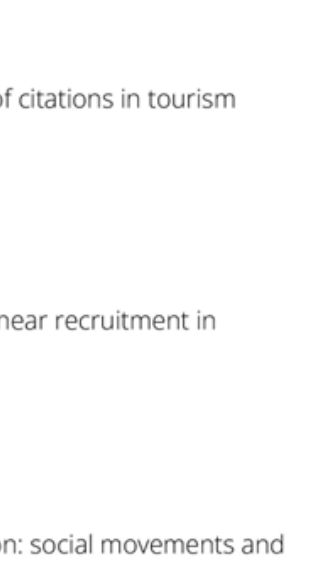 of citations in tourism
near recruitment in
on: social movements and